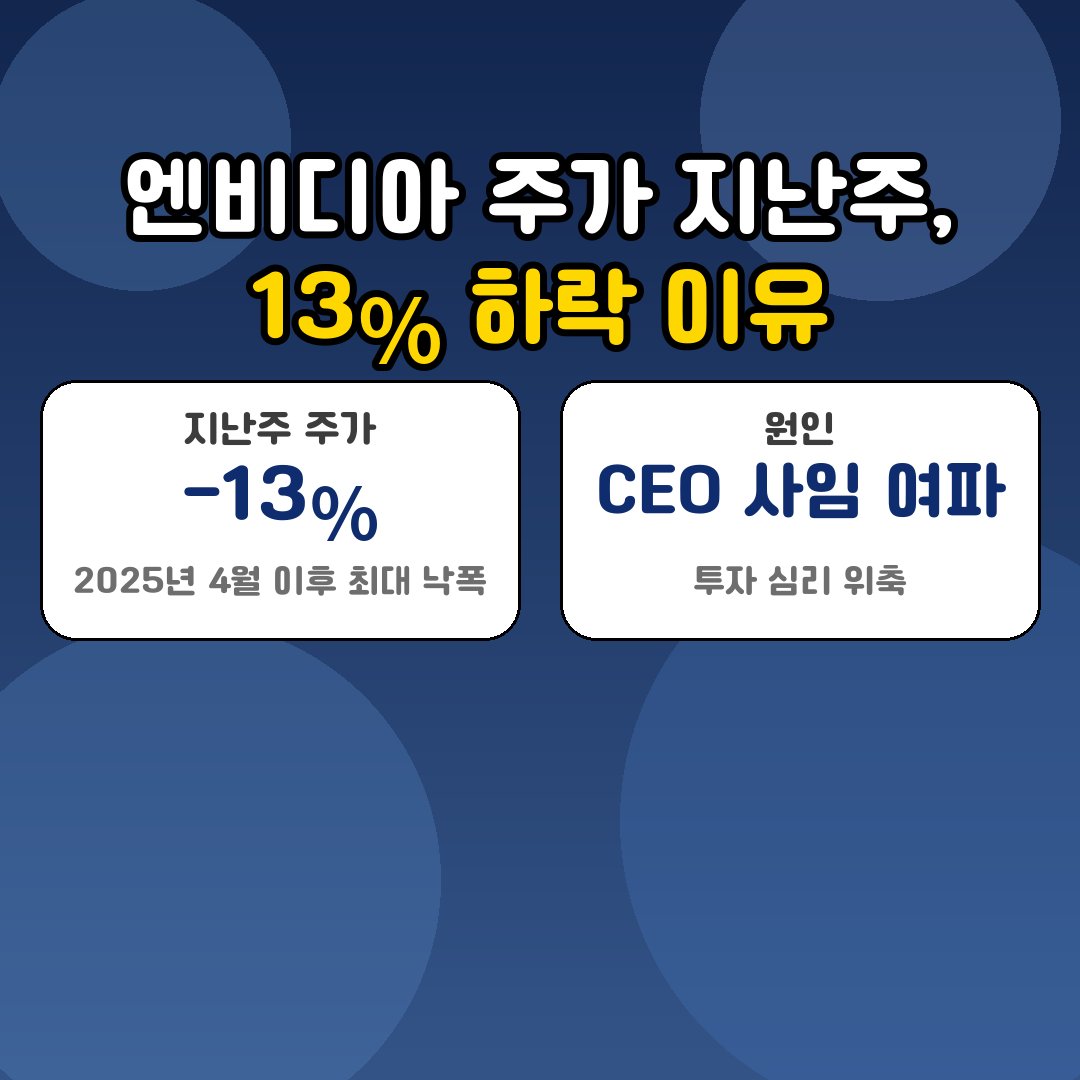 엔비디아 주가 지난주,
13% 하락 이유
지난주 주가
-13%
2025년 4월 이후 최대 낙폭
원인
CEO 사임 여파
투자 심리 위축